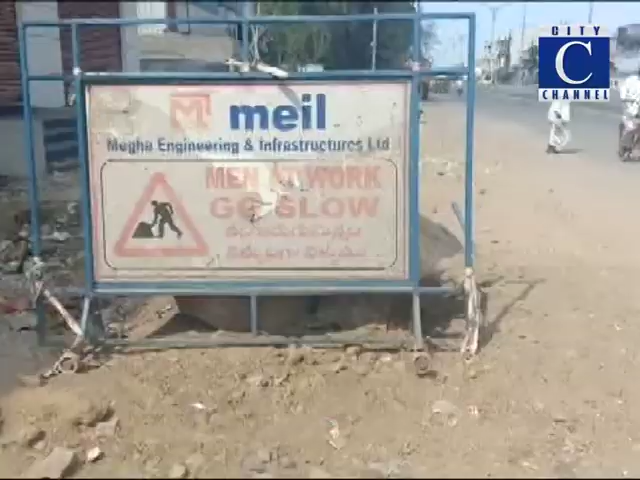 CITY
C
CHANNEL
meil
Megha Engineering & Infrastructures Ltd
MEN AT WORK
GO SLOW